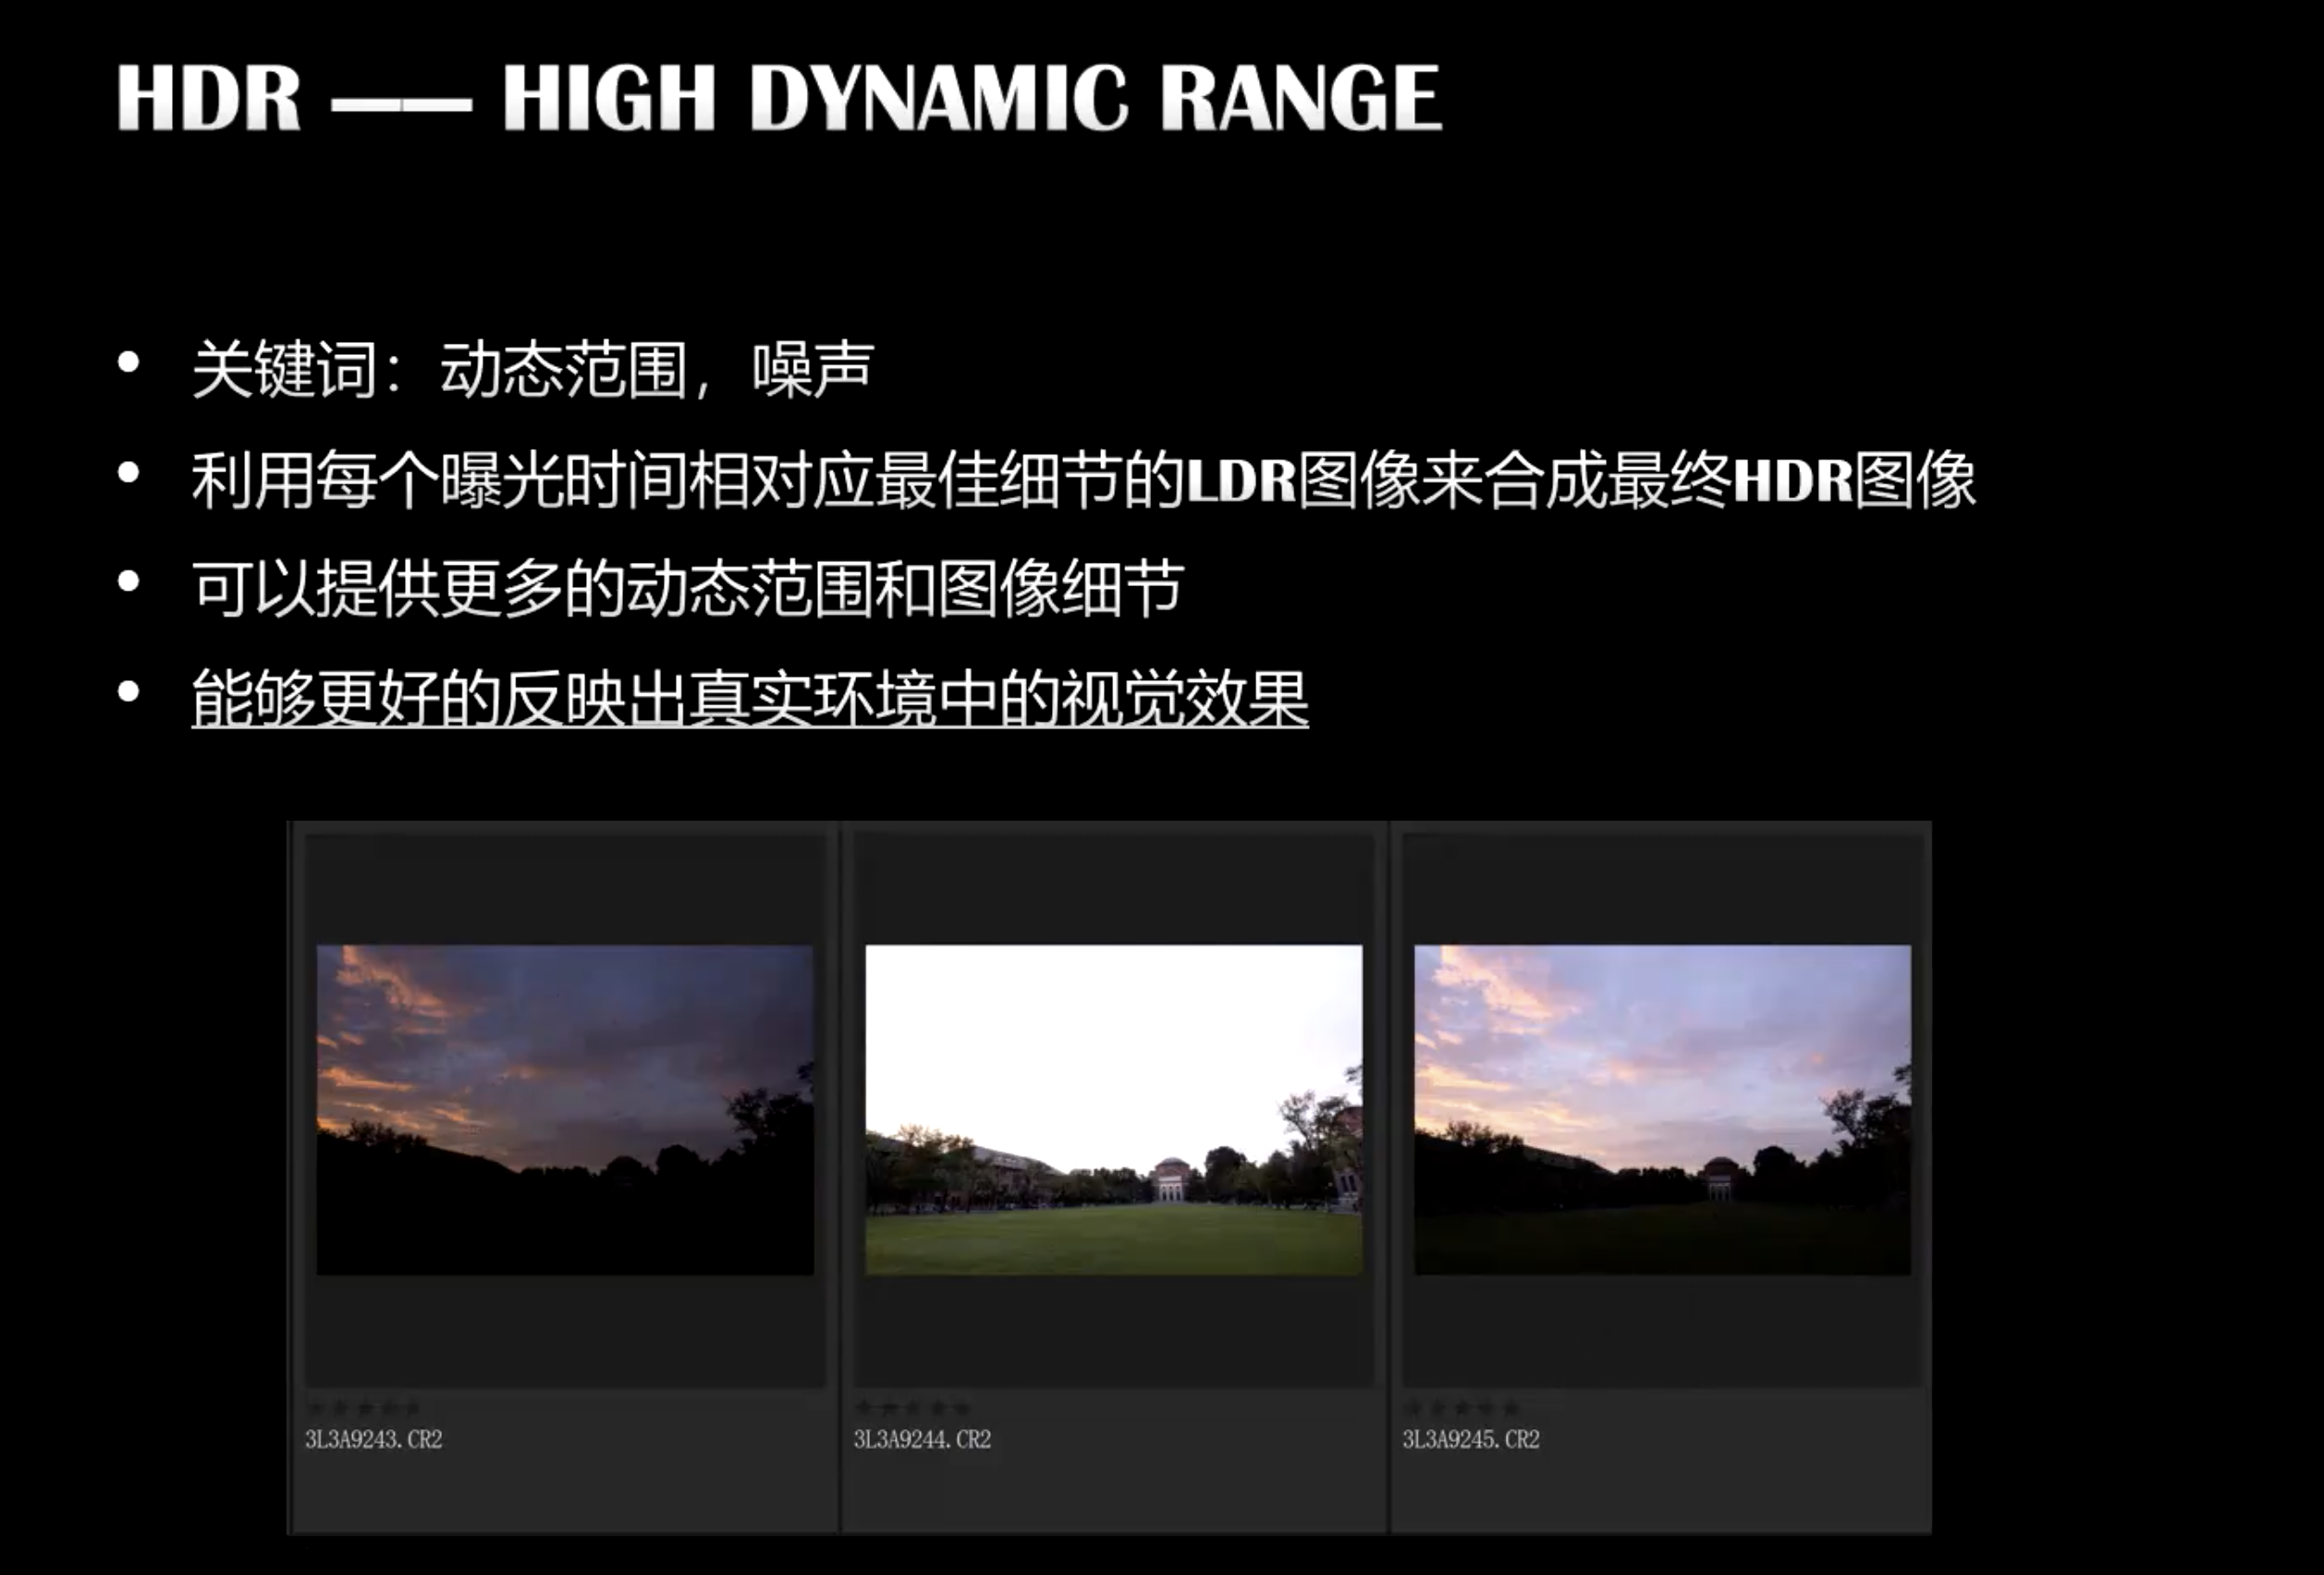 HDR —— HIGH DYNAMIC RANGE
关键词：动态范围，噪声
利用每个曝光时间相对应最佳细节的LDR图像来合成最终HDR图像
可以提供更多的动态范围和图像细节
能够更好的反映出真实环境中的视觉效果
3L3A9243.CR2
3L3A9244.CR2
3L3A9245.CR2